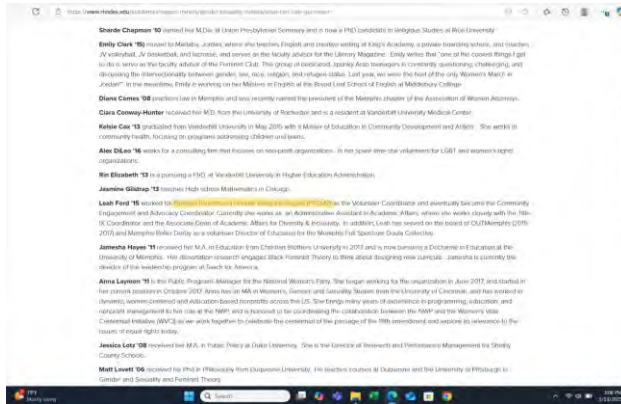 https://www.rhodes.edu/
Sharde Chapman '10 earned her M.Div. at Union Presbyterian Seminary and is now a PhD candidate in Religious Studies at Rice University
Emily Clark '15 moved to Madaba, Jordan, where she teaches English and creative writing at King's Academy, a private boarding school, and coaches
JV volleyball, JV basketball, and lacrosse, and serves as the faculty advisor for the Literary Magazine. Emily writes that "one of the coolest things I get
to do is serve as the faculty advisor of the Feminist Club. This group of dedicated, spunky Arab teenagers is constantly questioning, challenging, and
discussing the intersectionality between gender, sex, race, religion, and refugee status. Last year, we were the host of the only Women's March in
Jordan!" In the meantime, Emily is working on her Masters in English at the Bread Loaf School of English at Middlebury College.
Diana Comes '08 practices law in Memphis and was recently named the president of the Memphis chapter of the Association of Women Attorneys.
Ciara Conway-Hunter received her M.D. from the University of Rochester and is a resident at Vanderbilt University Medical Center.
Kelsie Cox '13 graduated from Vanderbilt University in May 2015 with a Master of Education in Community Development and Action. She works in
community health, focusing on programs addressing children and teens.
Alex DiLeo '16 works for a consulting firm that focuses on non-profit organizations. In her spare time she volunteers for LGBT and women's rights
organizations.
Rin Elizabeth '13 is a pursuing a PhD. at Vanderbilt University in Higher Education Administration.
Jasmine Gilstrap '13 teaches High school Mathematics in Chicago.
Leah Ford '15 worked for Planned Parenthood Greater Memphis Region (PPGMR) as the Volunteer Coordinator and eventually became the Community
Engagement and Advocacy Coordinator. Currently she works as an Administrative Assistant in Academic Affairs, where she works closely with the Title
IX Coordinator and the Associate Dean of Academic Affairs for Diversity & Inclusivity. In addition, Leah has served on the board of OUTMemphis (2015-
2017) and Memphis Roller Derby as a volunteer Director of Education for the Memphis Full Spectrum Doula Collective.
Jamesha Hayes '11 received her M.A. in Education from Christian Brothers University in 2013 and is now pursuing a Doctorate in Education at the
University of Memphis. Her dissertation research engages Black Feminist Theory to think about designing new curricula. Jamesha is currently the
director of the leadership program at Teach for America.
Anna Laymon '11 is the Public Programs Manager for the National Woman's Party. She began working for the organization in June 2017, and started in
her current position in October 2017. Anna has an MA in Women's, Gender, and Sexuality Studies from the University of Cincinnati, and has worked in
dynamic, women-centered and education-based nonprofits across the US. She brings many years of experience in programming, education, and
nonprofit management to her role at the NWP, and is honored to be coordinating the collaboration between the NWP and the Women's Vote
Centennial Initiative (WVCI) as we work together to celebrate the centennial of the passage of the 19th amendment and explore its relevance to the
issues of equal rights today.
Jessica Lotz '08 received her M.A. in Public Policy at Duke University. She is the Director of Research and Performance Management for Shelby
County Schools.
Matt Lovett '06 received his Phd in Philosophy from Duquesne University. He teaches courses at Duquesne and the University of Pittsburgh in
Gender and Sexuality and Feminist Theory.
Search